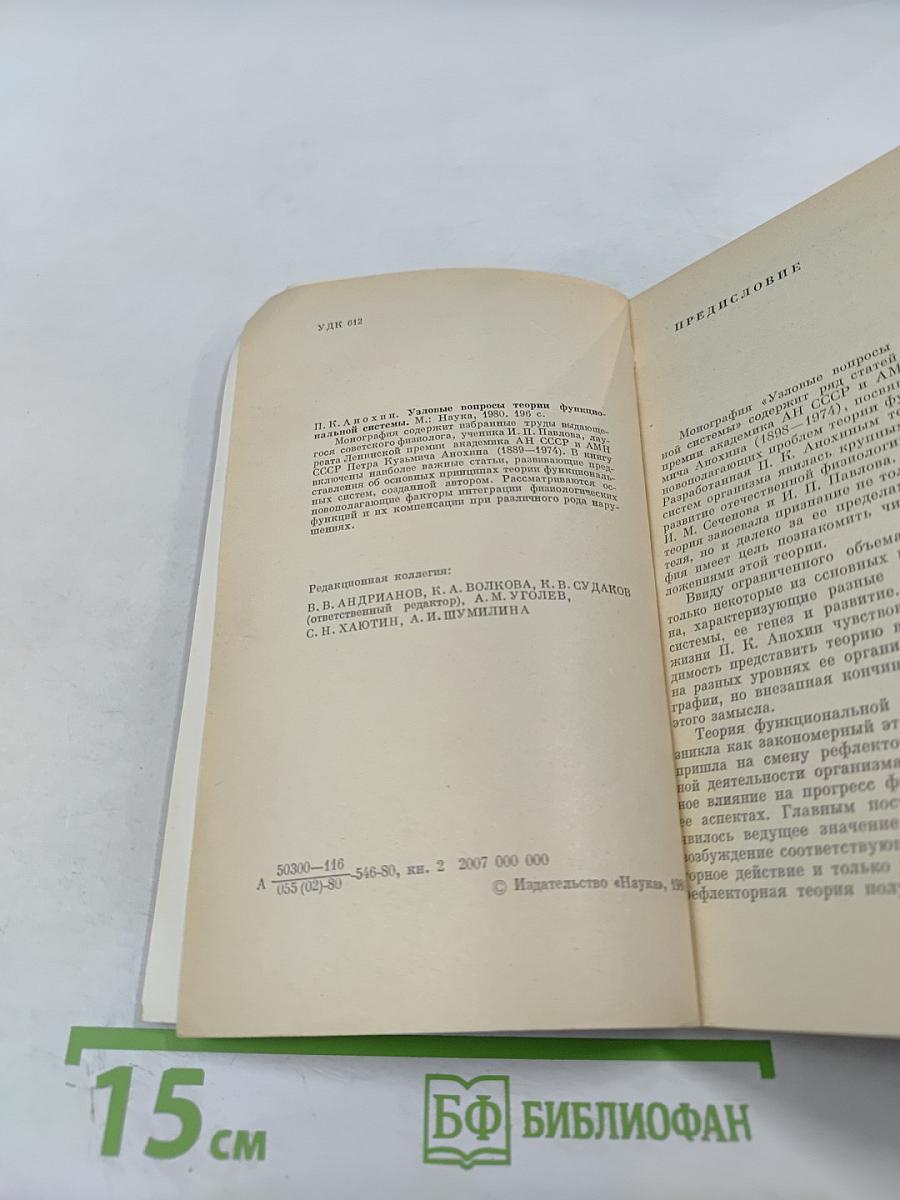 УДК 612
П. К. Анохин. Узловые вопросы теории функцио-
нальной системы. М.: Наука, 1980. 196 с.
Монография содержит избранные труды выдающе-
гося советского физиолога, ученика И. П. Павлова, лау-
реата Ленинской премии академика АН СССР и АМН
СССР Петра Кузьмича Анохина (1889—1974). В книгу
включены наиболее важные статьи, развивающие пред-
ставления об основных принципах теории функциональ-
ных систем, созданной автором. Рассматриваются ос-
новополагающие факторы интеграции физиологических
функций и их компенсации при различного рода нару-
шениях.
Редакционная коллегия:
В. В. АНДРИАНОВ, К. А. ВОЛКОВА, К. В. СУДАКОВ
(ответственный редактор), А. М. УГОЛЕВ,
С. Н. ХАЮТИН, А. И. ШУМИЛИНА
А 50300—116
055 (02)-80 -546-80, кн. 2 2007 000 000
© Издательство «Наука», 198
ПРЕДИСЛОВИЕ
Монография «Узловые вопросы
ной системы» содержит ряд статей
премии академика АН СССР и АМ
мича Анохина (1898—1974), посвя
новополагающих проблем теории фу
Разработанная П. К. Анохиным те
систем организма явилась крупным
развитие отечественной физиологи
И. М. Сеченова и И. П. Павлова.
теория завоевала признание не тол
теля, но и далеко за ее пределам
фия имеет цель познакомить чи
ложениями этой теории.
Ввиду ограниченного объема
только некоторые из основных
на, характеризующие разные
системы, ее генез и развитие.
жизни П. К. Анохин чувствов
димость представить теорию в
на разных уровнях ее органи
графии, но внезапная кончин
этого замысла.
Теория функциональной
зникла как закономерный эт
пришла на смену рефлекто
ной деятельности организма
ное влияние на прогресс ф
ее аспектах. Главным пос
явилось ведущее значение
возбуждение соответствующ
торное действие и только
рефлекторная теория полу
15 см
БФ БИБЛИОФАН